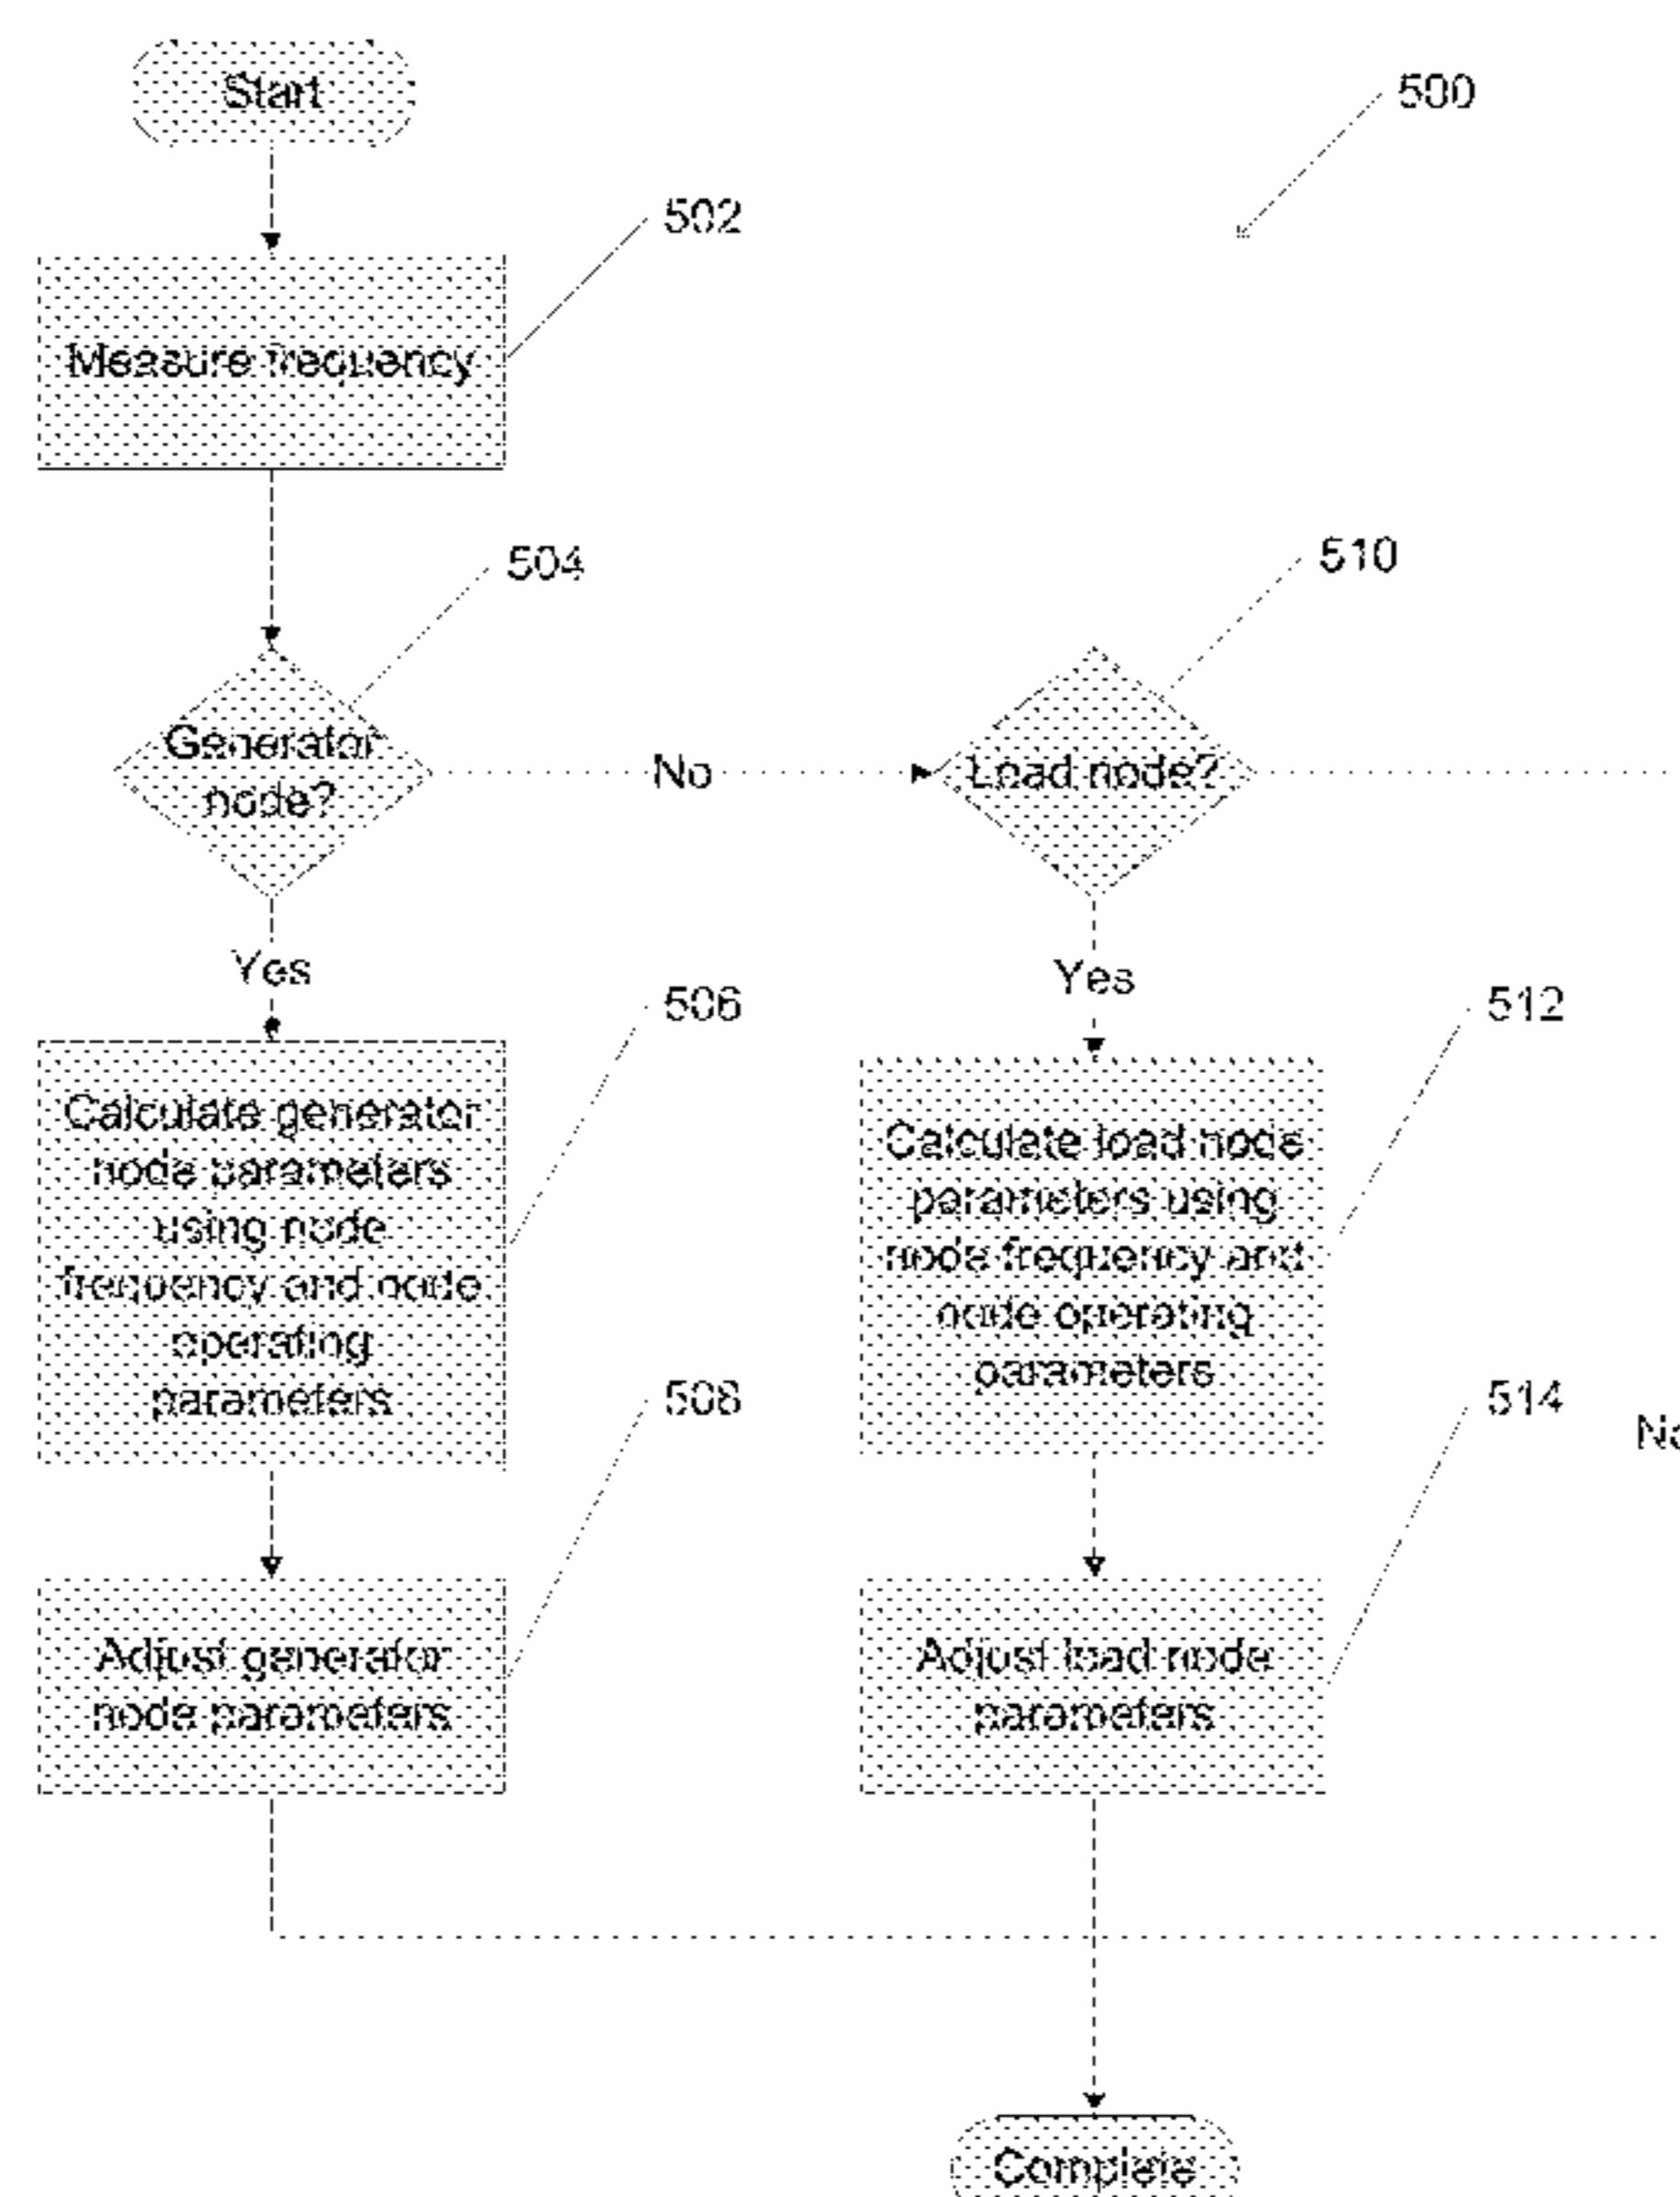 Start
500
502
Measure frequency
504
510
Generator
node?
No
Load node?
Yes
Yes
506
512
Calculate generator
node parameters
using node
frequency and node
operating
parameters
Calculate load node
parameters using
node frequency and
node operating
parameters
508
514
No
Adjust generator
node parameters
Adjust load node
parameters
Complete